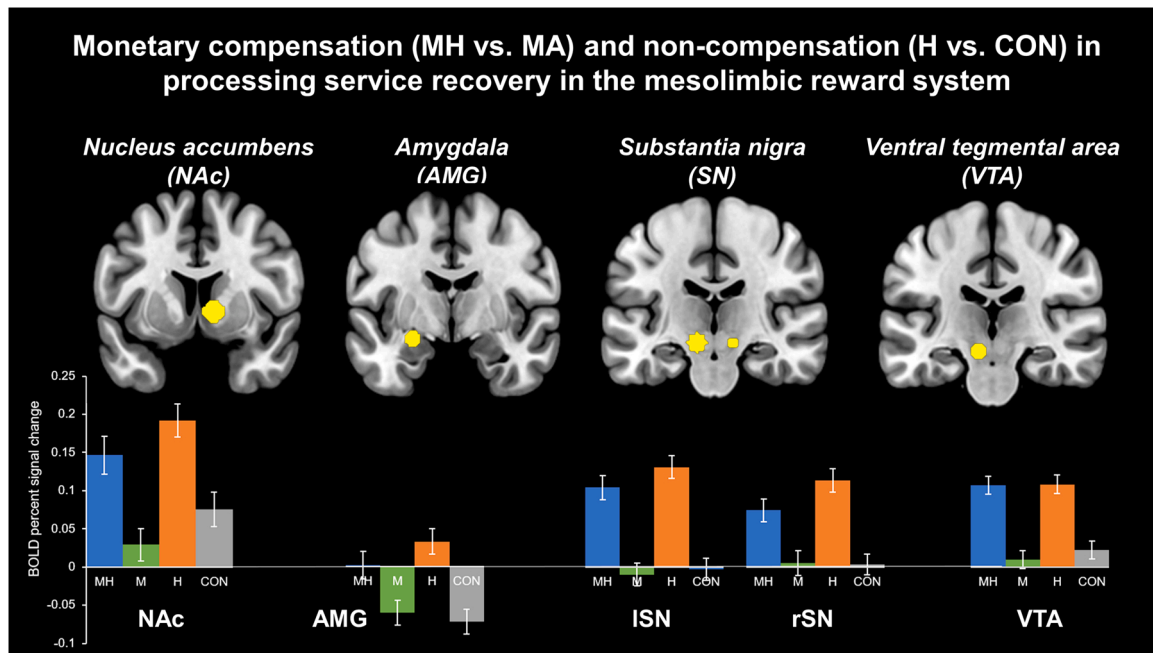 Monetary compensation (MH vs. MA) and non-compensation (H vs. CON) in
processing service recovery in the mesolimbic reward system
Nucleus accumbens
(NAc)
Amygdala
(AMG)
Substantia nigra
(SN)
Ventral tegmental area
(VTA)
BOLD percent signal change
0.25
0.2
0.15
0.1
0.05
0
-0.05
-0.1
MH M H CON
MH M H CON
MH M H CON
MH M H CON
MH M H CON
NAc
AMG
lSN
rSN
VTA